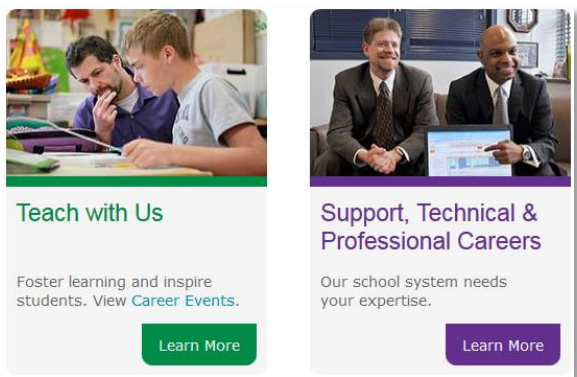 Teach with Us
Foster learning and inspire
students. View Career Events.
Learn More
Support, Technical &
Professional Careers
Our school system needs
your expertise.
Learn More